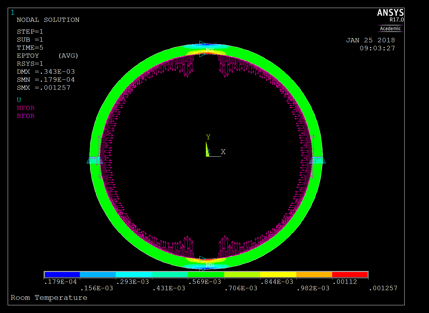 1
NODAL SOLUTION
ANSYS
R17.0
Academic
STEP=1
SUB =1
TIME=5
EPTOY (AVG)
RSYS=1
DMX =.343E-03
SMN =.179E-04
SMX =.001257
JAN 25 2018
09:03:27
U
NFOR
RFOR
Y
X
.179E-04 .293E-03 .569E-03 .844E-03 .00112
.156E-03 .431E-03 .706E-03 .982E-03 .001257
Room Temperature